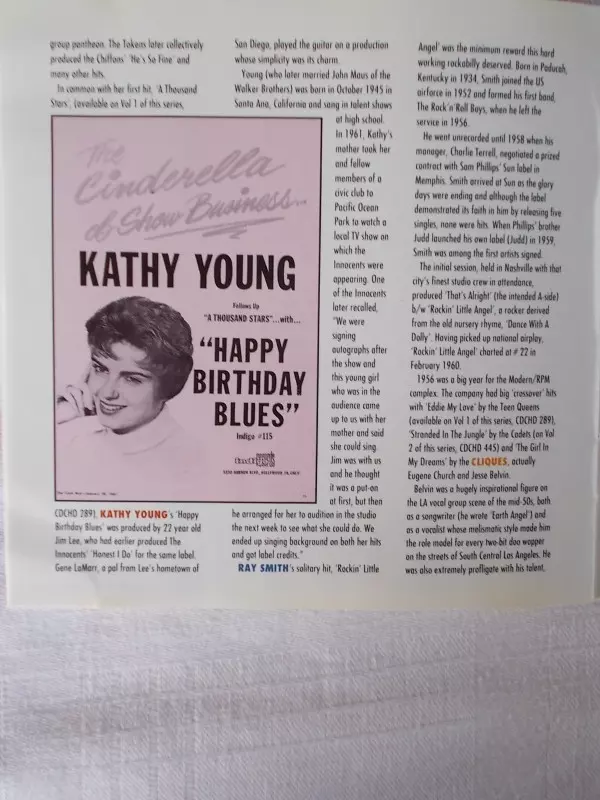 group pantheon. The Tokens later collectively
produced the Chiffons' 'He's So Fine' and
many other hits.
In common with her first hit, 'A Thousand
Stars', (available on Vol 1 of this series,
The
Cinderella
of Show Business...
KATHY YOUNG
Follows Up
"A THOUSAND STARS"...with...
"HAPPY
BIRTHDAY
BLUES"
Indigo #115
CDCHD 289), KATHY YOUNG's 'Happy
Birthday Blues' was produced by 22 year old
Jim Lee, who had earlier produced The
Innocents' 'Honest I Do' for the same label.
Gene LaMarr, a pal from Lee's hometown of
San Diego, played the guitar on a production
whose simplicity was its charm.
Young (who later married John Maus of the
Walker Brothers) was born in October 1945 in
Santa Ana, California and sang in talent shows
at high school.
In 1961, Kathy's
mother took her
and fellow
members of a
civic club to
Pacific Ocean
Park to watch a
local TV show on
which the
Innocents were
appearing. One
of the Innocents
later recalled,
"We were
signing
autographs after
the show and
this young girl
who was in the
audience came
up to us with her
mother and said
she could sing.
Jim was with us
and he thought
it was a put-on
at first, but then
he arranged for her to audition in the studio
the next week to see what she could do. We
ended up singing background on both her hits
and got label credits."
RAY SMITH's solitary hit, 'Rockin' Little
Angel' was the minimum reward this hard
working rockabilly deserved. Born in Paducah,
Kentucky in 1934, Smith joined the US
airforce in 1952 and formed his first band,
The Rock'n'Roll Boys, when he left the
service in 1956.
He went unrecorded until 1958 when his
manager, Charlie Terrell, negotiated a prized
contract with Sam Phillips' Sun label in
Memphis. Smith arrived at Sun as the glory
days were ending and although the label
demonstrated its faith in him by releasing five
singles, none were hits. When Phillips' brother
Judd launched his own label (Judd) in 1959,
Smith was among the first artists signed.
The initial session, held in Nashville with that
city's finest studio crew in attendance,
produced 'That's Alright' (the intended A-side)
b/w 'Rockin' Little Angel', a rocker derived
from the old nursery rhyme, 'Dance With A
Dolly'. Having picked up national airplay,
'Rockin' Little Angel' charted at # 22 in
February 1960.
1956 was a big year for the Modern/RPM
complex. The company had big 'crossover' hits
with 'Eddie My Love' by the Teen Queens
(available on Vol 1 of this series, CDCHD 289),
'Stranded In The Jungle' by the Cadets (on Vol
2 of this series, CDCHD 445) and 'The Girl In
My Dreams' by the CLIQUES, actually
Eugene Church and Jesse Belvin.
Belvin was a hugely inspirational figure on
the LA vocal group scene of the mid-50s, both
as a songwriter (he wrote 'Earth Angel') and
as a vocalist whose melismatic style made him
the role model for every two-bit doo wopper
on the streets of South Central Los Angeles. He
was also extremely profligate with his talent,